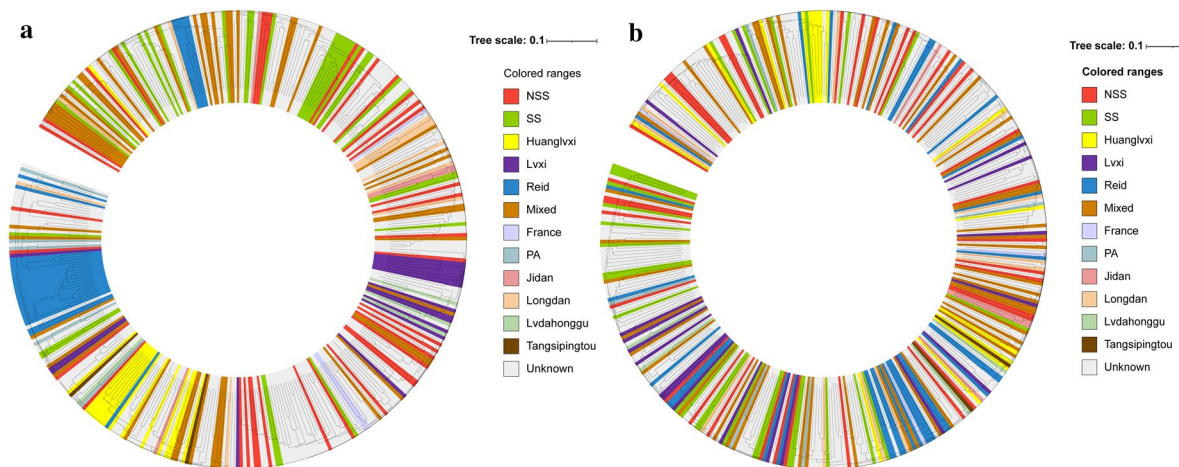 a
Tree scale: 0.1
Colored ranges
NSS
SS
Huanglvxi
Lvxi
Reid
Mixed
France
PA
Jidan
Longdan
Lvdahonggu
Tangsipingtou
Unknown
b
Tree scale: 0.1
Colored ranges
NSS
SS
Huanglvxi
Lvxi
Reid
Mixed
France
PA
Jidan
Longdan
Lvdahonggu
Tangsipingtou
Unknown